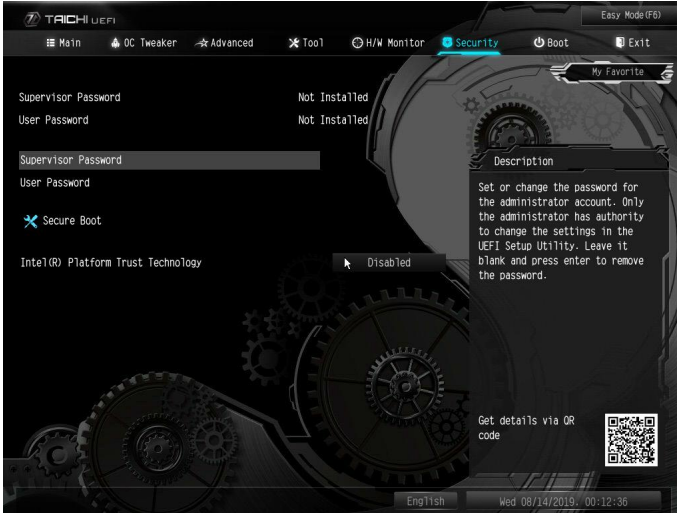 TAICHI UEFI
Easy Mode(F6)
Main OC Tweaker Advanced Tool H/W Monitor Security Boot Exit
My Favorite
Supervisor Password Not Installed
User Password Not Installed
Supervisor Password
User Password
Secure Boot
Intel(R) Platform Trust Technology Disabled
Description
Set or change the password for
the administrator account. Only
the administrator has authority
to change the settings in the
UEFI Setup Utility. Leave it
blank and press enter to remove
the password.
Get details via QR
code
English Wed 08/14/2019. 00:12:36